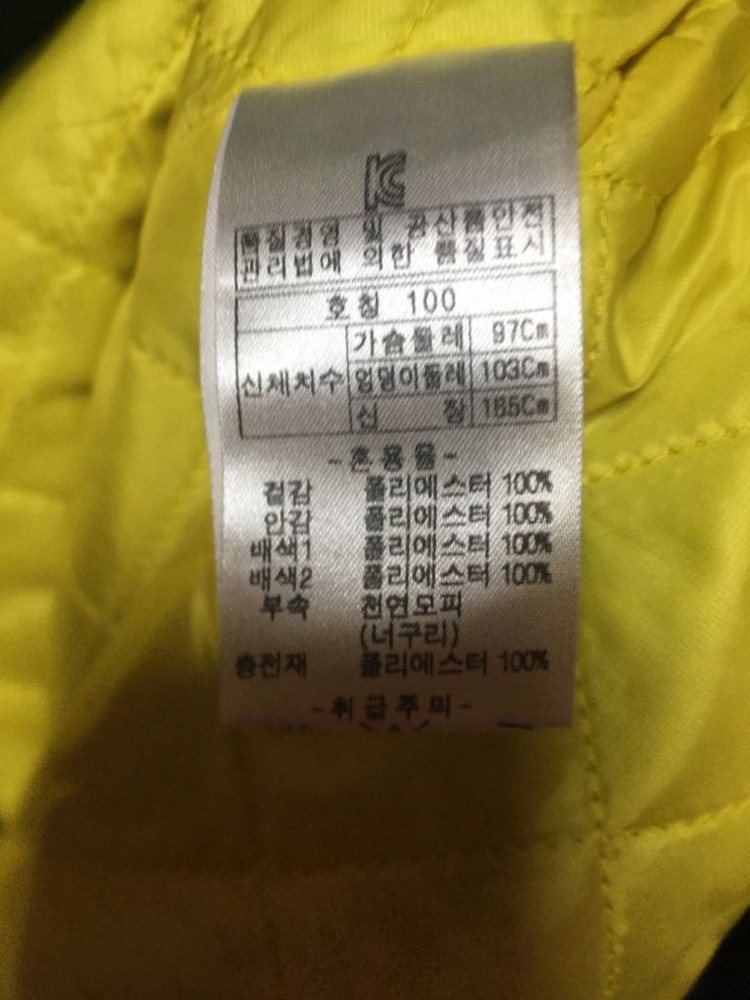 KC
품질경영 및 공산품안전
관리법에 의한 품질표시
호칭 100
신체치수
가슴둘레 97Cm
엉덩이둘레 103Cm
신 장 165Cm
-혼용율-
겉감 폴리에스터 100%
안감 폴리에스터 100%
배색1 폴리에스터 100%
배색2 폴리에스터 100%
부속 천연모피
(너구리)
충전재 폴리에스터 100%
-취급주의-